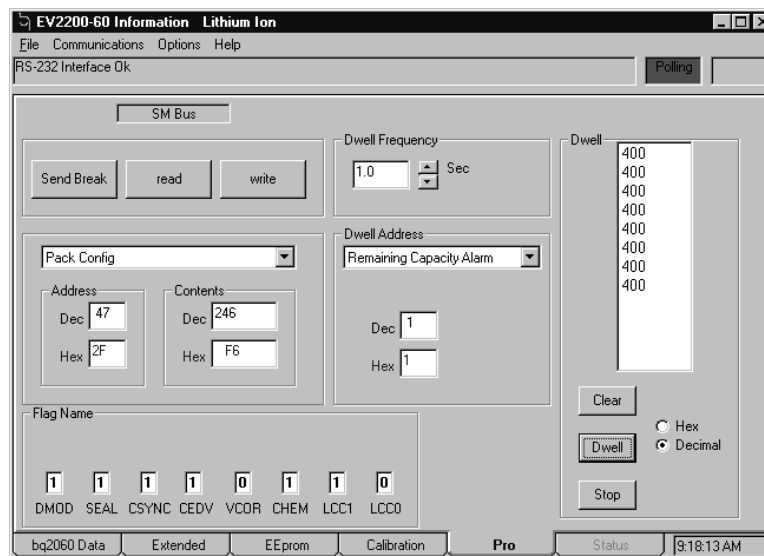 EV2200-60 Information Lithium Ion
File Communications Options Help
RS-232 Interface Ok
Polling
SM Bus
Send Break read write
Dwell Frequency
1.0 Sec
Pack Config
Address
Dec 47
Hex 2F
Contents
Dec 246
Hex F6
Dwell Address
Remaining Capacity Alarm
Dec 1
Hex 1
Dwell
400
400
400
400
400
400
400
400
Clear
Hex
Decimal
Dwell
Stop
Flag Name
1 1 1 1 0 1 1 0
DMOD SEAL CSYNC CEDV VCOR CHEM LCC1 LCC0
bq2060 Data Extended EEprom Calibration Pro Status 9:18:13 AM